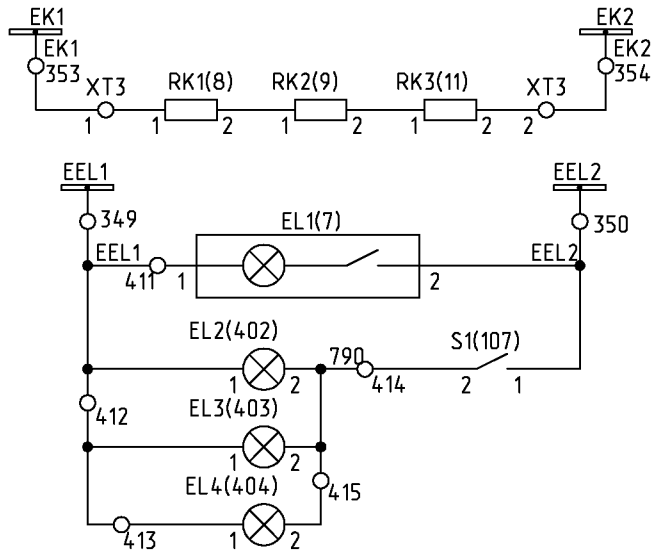 EK1 EK2
EK1 EK2
353 354
XT3 RK1(8) RK2(9) RK3(11) XT3
1 1 2 1 2 1 2 2
EEL1 EEL2
349 350
EL1(7)
EEL1 EEL2
411 1 2
EL2(402) 790 S1(107)
1 2 414 2 1
412 EL3(403)
1 2
EL4(404) 415
413 1 2